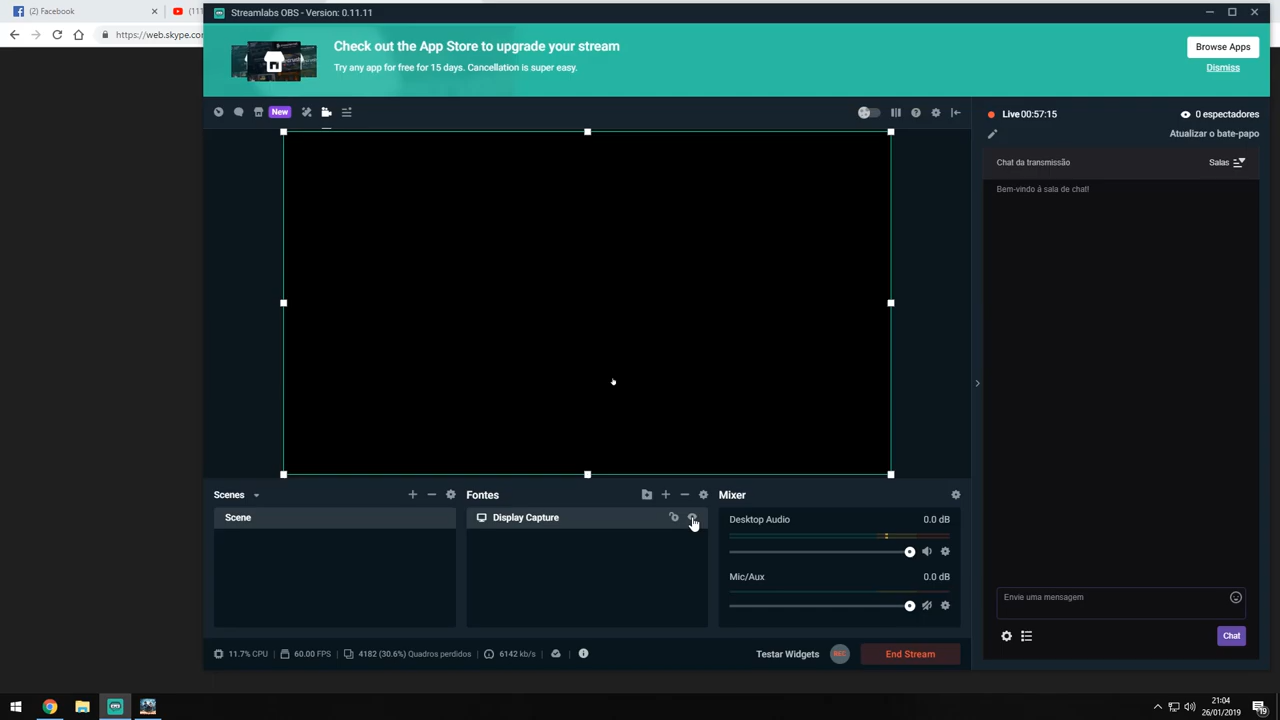 (2) Facebook
(11
https://web.skype.co
Streamlabs OBS - Version: 0.11.11
Check out the App Store to upgrade your stream
Try any app for free for 15 days. Cancellation is super easy.
Browse Apps
Dismiss
New
Live 00:57:15
0 espectadores
Atualizar o bate-papo
Chat da transmissão
Salas
Bem-vindo à sala de chat!
Scenes
Scene
Fontes
Display Capture
Mixer
Desktop Audio
0.0 dB
Mic/Aux
0.0 dB
Envie uma mensagem
Chat
11.7% CPU
60.00 FPS
4182 (30.6%) Quadros perdidos
6142 kb/s
Testar Widgets
REC
End Stream
21:04
26/01/2019
19